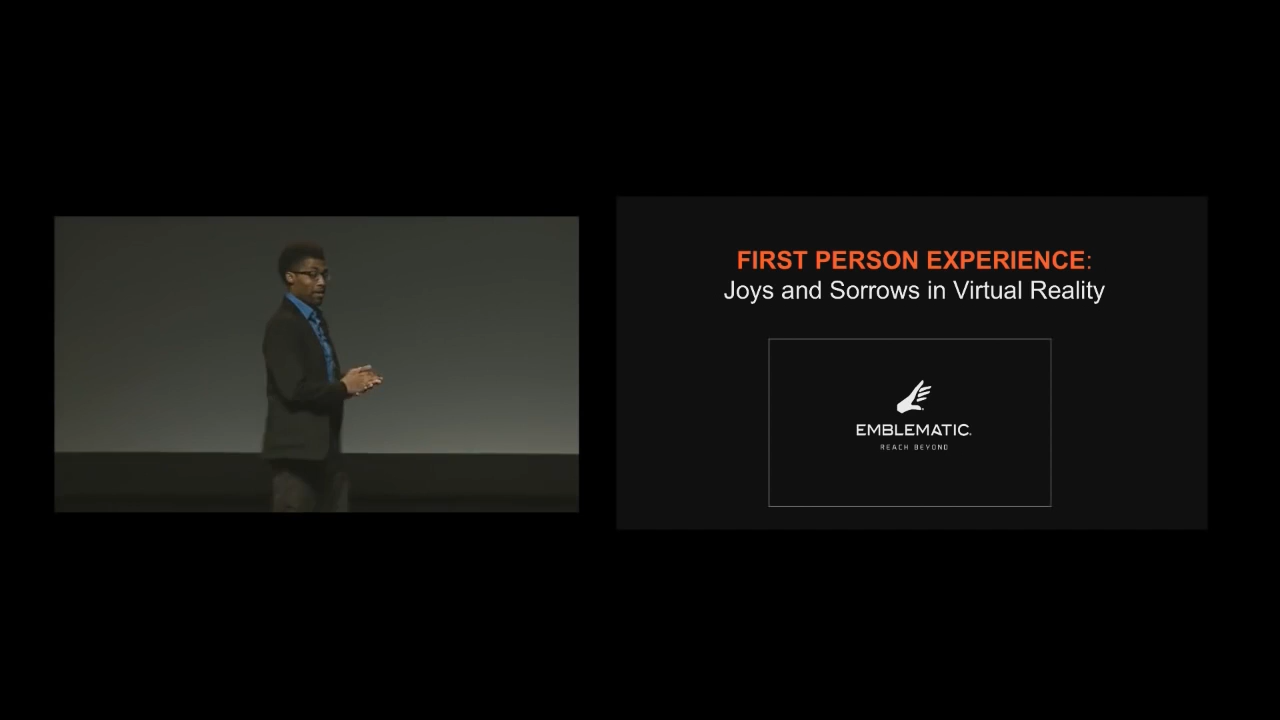 FIRST PERSON EXPERIENCE:
Joys and Sorrows in Virtual Reality
EMBLEMATIC.
REACH BEYOND